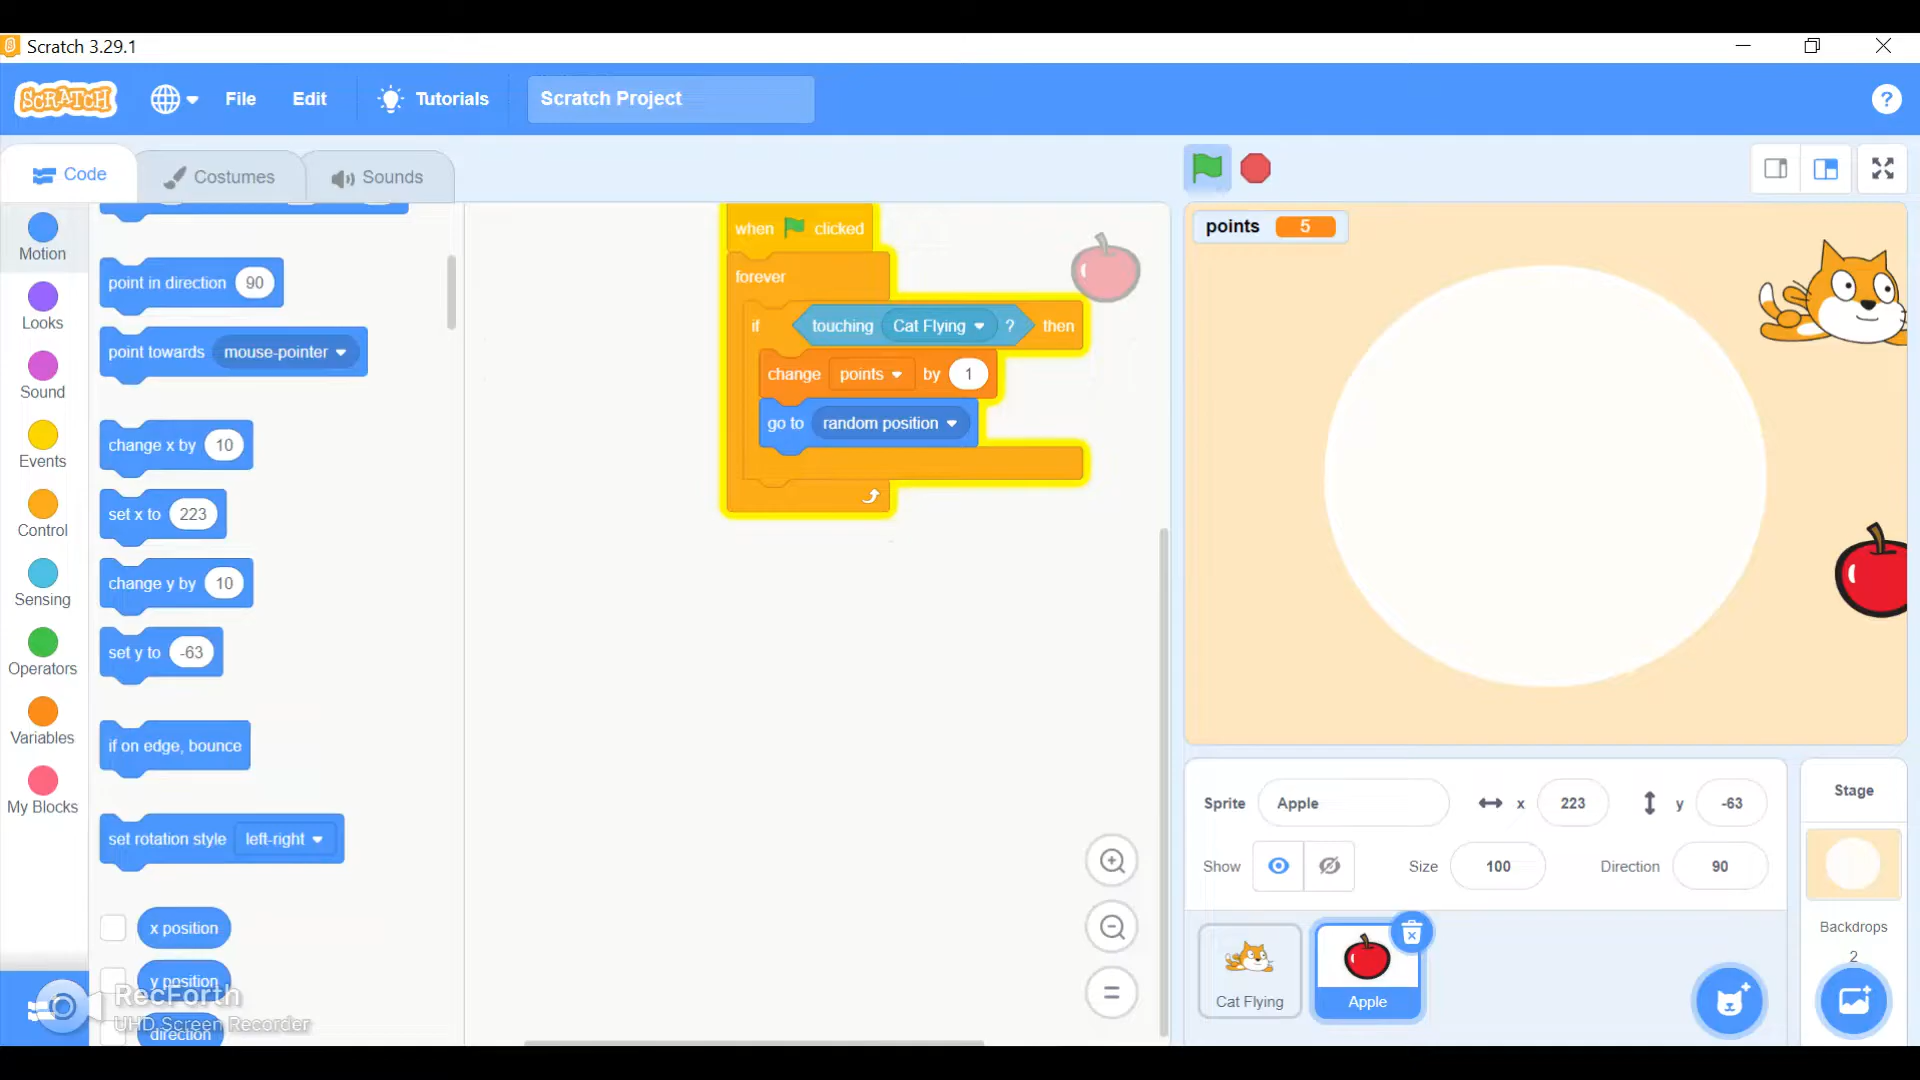 Scratch 3.29.1
SCRATCH File Edit Tutorials Scratch Project ?
Code Costumes Sounds
Motion
Looks
Sound
Events
Control
Sensing
Operators
Variables
My Blocks
point in direction 90
point towards mouse-pointer
change x by 10
set x to 223
change y by 10
set y to -63
if on edge, bounce
set rotation style left-right
x position
y position
direction
RecForth
UHD Screen Recorder
when clicked
forever
if touching Cat Flying ? then
change points by 1
go to random position
points 5
Sprite Apple x 223 y -63
Show Size 100 Direction 90
Cat Flying
Apple
Stage
Backdrops
2